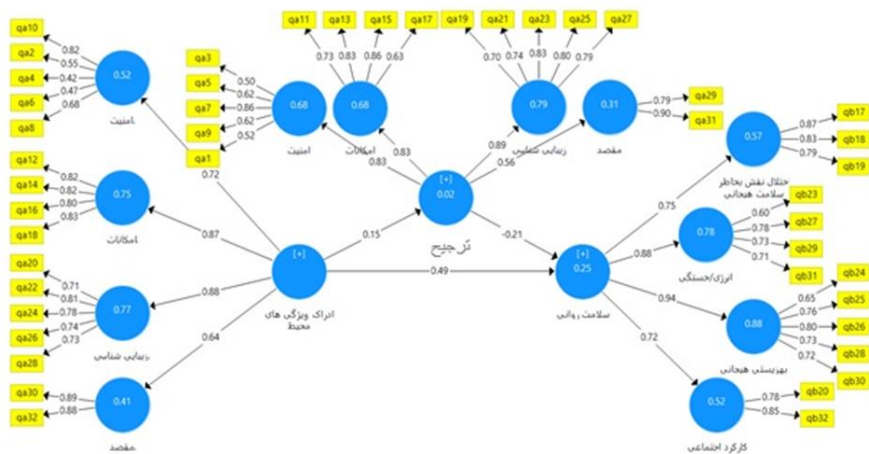 qa10
qa2
qa4
qa6
qa8
0.82
0.55
0.42
0.47
0.68
0.52
امنیت.
qa3
qa5
qa7
qa9
qa1
0.50
0.62
0.86
0.62
0.52
0.68
امنیت
qa11
qa13
qa15
qa17
0.73
0.83
0.86
0.63
0.68
امکانات
qa19
qa21
qa23
qa25
qa27
0.70
0.74
0.83
0.80
0.79
0.79
زیبایی شناسی
0.31
مقصد
0.79
0.90
qa29
qa31
0.83
0.83
0.89
0.56
[+]
0.02
ترجیح
qa12
qa14
qa16
qa18
0.82
0.82
0.80
0.83
0.75
امکانات.
qa20
qa22
qa24
qa26
qa28
0.71
0.81
0.78
0.74
0.73
0.77
زیبایی شناسی.
qa30
qa32
0.89
0.88
0.41
مقصد.
0.72
0.87
0.88
0.64
[+]
ادراک ویژگی های
محیط
0.15
0.49
-0.21
[+]
0.25
سلامت روانی
0.75
0.88
0.94
0.72
0.57
ختلال نقش بخاطر
سلامت هیجانی
0.87
0.83
0.79
qb17
qb18
qb19
0.78
انرژی/خستگی
0.60
0.78
0.73
0.71
qb23
qb27
qb29
qb31
0.88
بهزیستی هیجانی
0.65
0.76
0.80
0.73
0.72
qb24
qb25
qb26
qb28
qb30
0.52
کارکرد اجتماعی
0.78
0.85
qb20
qb32